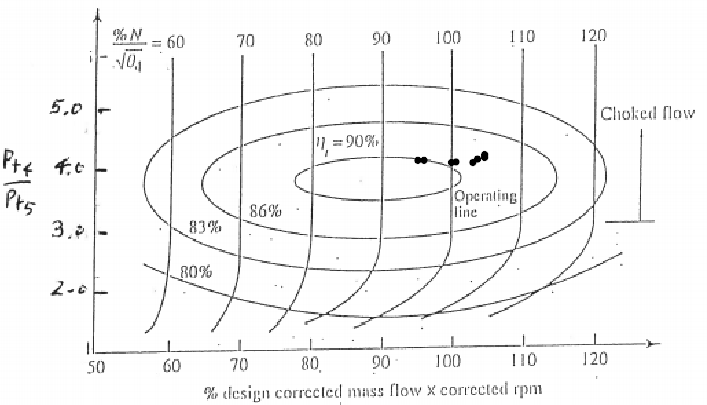 %N/√θ4 = 60 70 80 90 100 110 120
5.0
Choked flow
ηt = 90%
Pt4/Pt5
4.0
Operating
line
86%
3.0
83%
80%
2.0
50 60 70 80 90 100 110 120
% design corrected mass flow x corrected rpm